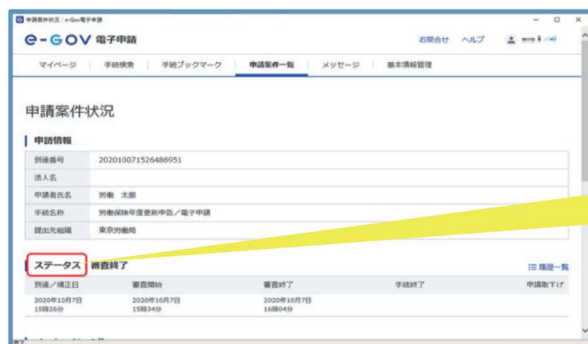 申請案件状況 : e-Gov電子申請
e-GOV 電子申請
お問合せ ヘルプ
マイページ 手続検索 手続ブックマーク 申請案件一覧 メッセージ 基本情報管理
申請案件状況
申請情報
到達番号 202010071526486951
法人名
申請者氏名 労働 太郎
手続名称 労働保険年度更新申告/電子申請
提出先組織 東京労働局
ステータス 審査終了 履歴一覧
到達/補正日 審査開始 審査終了 手続終了 申請取下げ
2020年10月7日 2020年10月7日 2020年10月7日
15時26分 15時34分 16時04分
完了